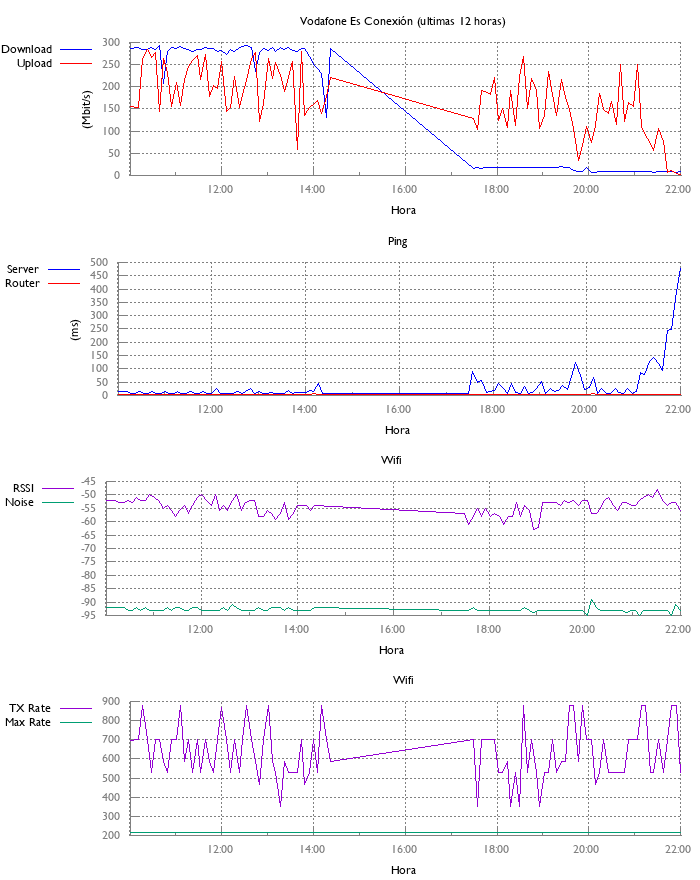 Vodafone Es Conexión (ultimas 12 horas)
Download
Upload
(Mbit/s)
300
250
200
150
100
50
0
12:00 14:00 16:00 18:00 20:00 22:00
Hora
Ping
Server
Router
(ms)
500
450
400
350
300
250
200
150
100
50
0
12:00 14:00 16:00 18:00 20:00 22:00
Hora
Wifi
RSSI
Noise
-45
-50
-55
-60
-65
-70
-75
-80
-85
-90
-95
12:00 14:00 16:00 18:00 20:00 22:00
Hora
Wifi
TX Rate
Max Rate
900
800
700
600
500
400
300
200
12:00 14:00 16:00 18:00 20:00 22:00
Hora